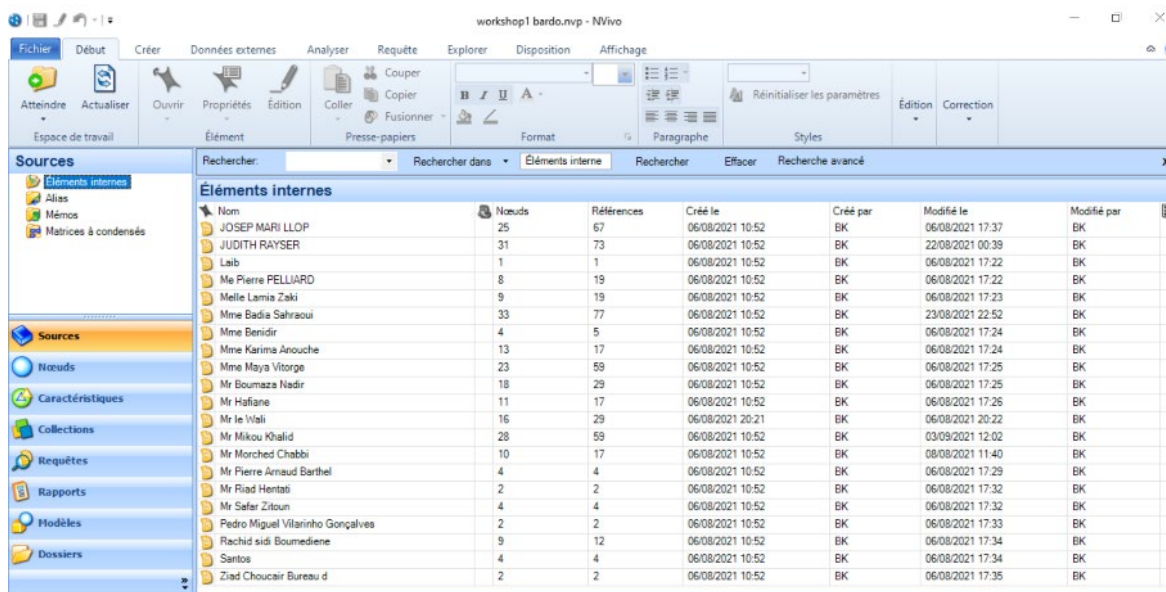 workshop1 bardo.nvp - NVivo
Fichier Début Créer Données externes Analyser Requête Explorer Disposition Affichage
Atteindre Actualiser Ouvrir Propriétés Édition Coller Couper Copier Fusionner B I U A Réinitialiser les paramètres Édition Correction
Espace de travail Élément Presse-papiers Format Paragraphe Styles
Sources
Éléments internes
Alias
Mémos
Matrices à condensés
Sources
Nœuds
Caractéristiques
Collections
Requêtes
Rapports
Modèles
Dossiers
Rechercher: Rechercher dans Éléments interne Rechercher Effacer Recherche avancé
Éléments internes
Nom Nœuds Références Créé le Créé par Modifié le Modifié par
JOSEP MARI LLOP 25 67 06/08/2021 10:52 BK 06/08/2021 17:37 BK
JUDITH RAYSER 31 73 06/08/2021 10:52 BK 22/08/2021 00:39 BK
Laib 1 1 06/08/2021 10:52 BK 06/08/2021 17:22 BK
Me Pierre PELLIARD 8 19 06/08/2021 10:52 BK 06/08/2021 17:22 BK
Melle Lamia Zaki 9 19 06/08/2021 10:52 BK 06/08/2021 17:23 BK
Mme Badia Sahraoui 33 77 06/08/2021 10:52 BK 23/08/2021 22:52 BK
Mme Benidir 4 5 06/08/2021 10:52 BK 06/08/2021 17:24 BK
Mme Karima Anouche 13 17 06/08/2021 10:52 BK 06/08/2021 17:24 BK
Mme Maya Vitorge 23 59 06/08/2021 10:52 BK 06/08/2021 17:25 BK
Mr Boumaza Nadir 18 29 06/08/2021 10:52 BK 06/08/2021 17:25 BK
Mr Hafiane 11 17 06/08/2021 10:52 BK 06/08/2021 17:26 BK
Mr le Wali 16 29 06/08/2021 20:21 BK 06/08/2021 20:22 BK
Mr Mikou Khalid 28 59 06/08/2021 10:52 BK 03/09/2021 12:02 BK
Mr Morched Chabbi 10 17 06/08/2021 10:52 BK 08/08/2021 11:40 BK
Mr Pierre Arnaud Barthel 4 4 06/08/2021 10:52 BK 06/08/2021 17:29 BK
Mr Riad Hentati 2 2 06/08/2021 10:52 BK 06/08/2021 17:32 BK
Mr Safar Zitoun 4 4 06/08/2021 10:52 BK 06/08/2021 17:32 BK
Pedro Miguel Vilarinho Gonçalves 2 2 06/08/2021 10:52 BK 06/08/2021 17:33 BK
Rachid sidi Boumediene 9 12 06/08/2021 10:52 BK 06/08/2021 17:34 BK
Santos 4 4 06/08/2021 10:52 BK 06/08/2021 17:34 BK
Ziad Choucair Bureau d 2 2 06/08/2021 10:52 BK 06/08/2021 17:35 BK